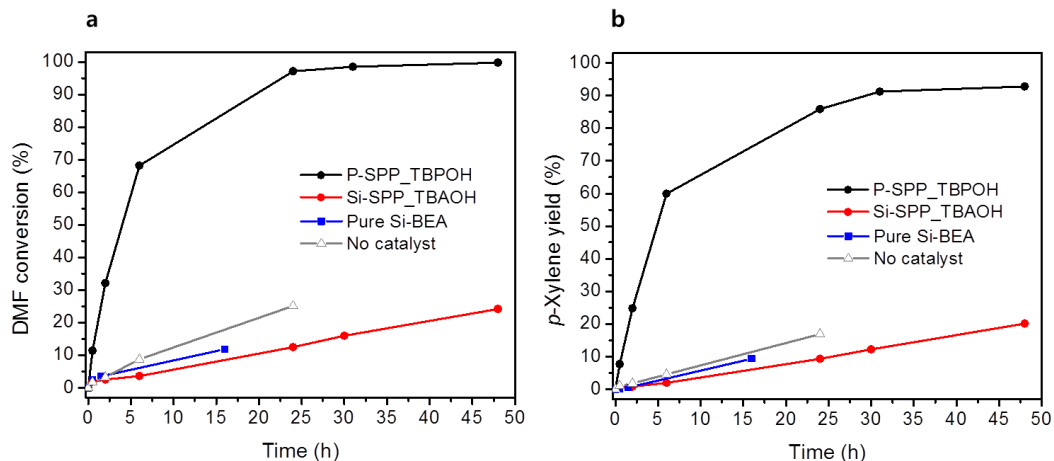 a
100
90
80
70
60
50
40
30
20
10
0
DMF conversion (%)
P-SPP_TBPOH
Si-SPP_TBAOH
Pure Si-BEA
No catalyst
0 5 10 15 20 25 30 35 40 45 50
Time (h)
b
100
90
80
70
60
50
40
30
20
10
0
p-Xylene yield (%)
P-SPP_TBPOH
Si-SPP_TBAOH
Pure Si-BEA
No catalyst
0 5 10 15 20 25 30 35 40 45 50
Time (h)